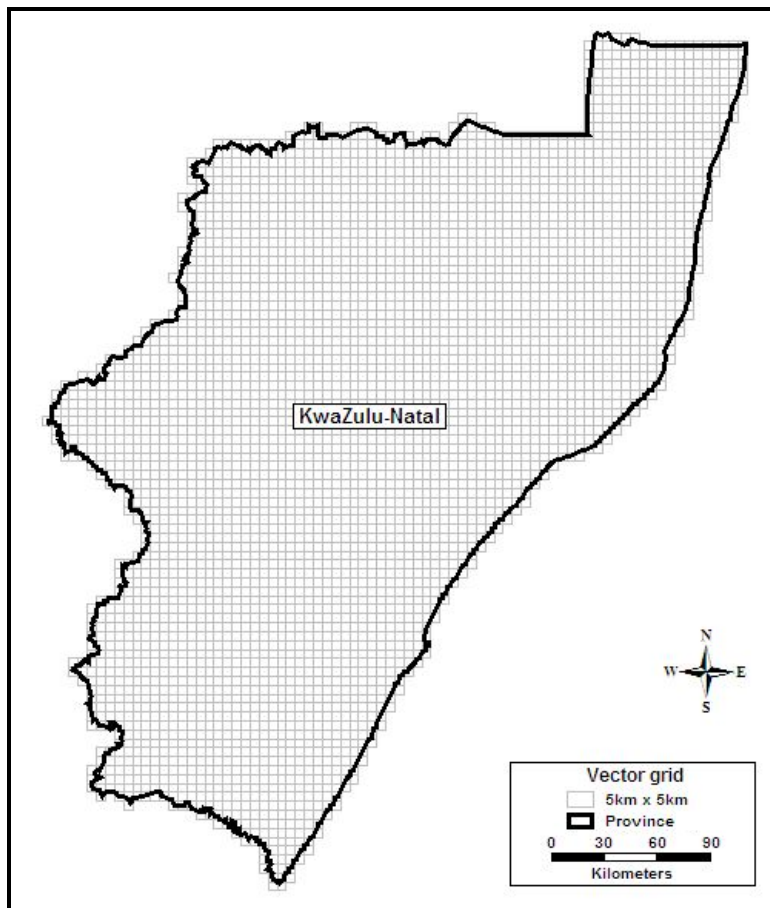 KwaZulu-Natal
N
W E
S
Vector grid
5km x 5km
Province
0 30 60 90
Kilometers